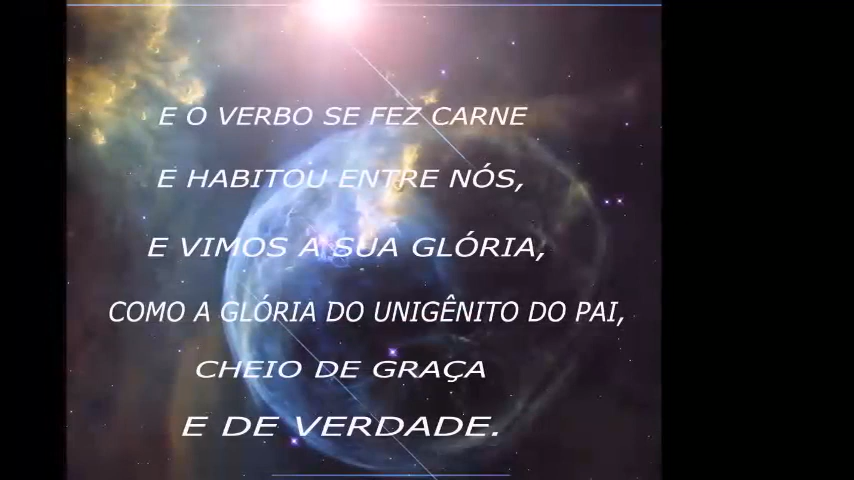 E O VERBO SE FEZ CARNE
E HABITOU ENTRE NÓS,
E VIMOS A SUA GLÓRIA,
COMO A GLÓRIA DO UNIGÊNITO DO PAI,
CHEIO DE GRAÇA
E DE VERDADE.